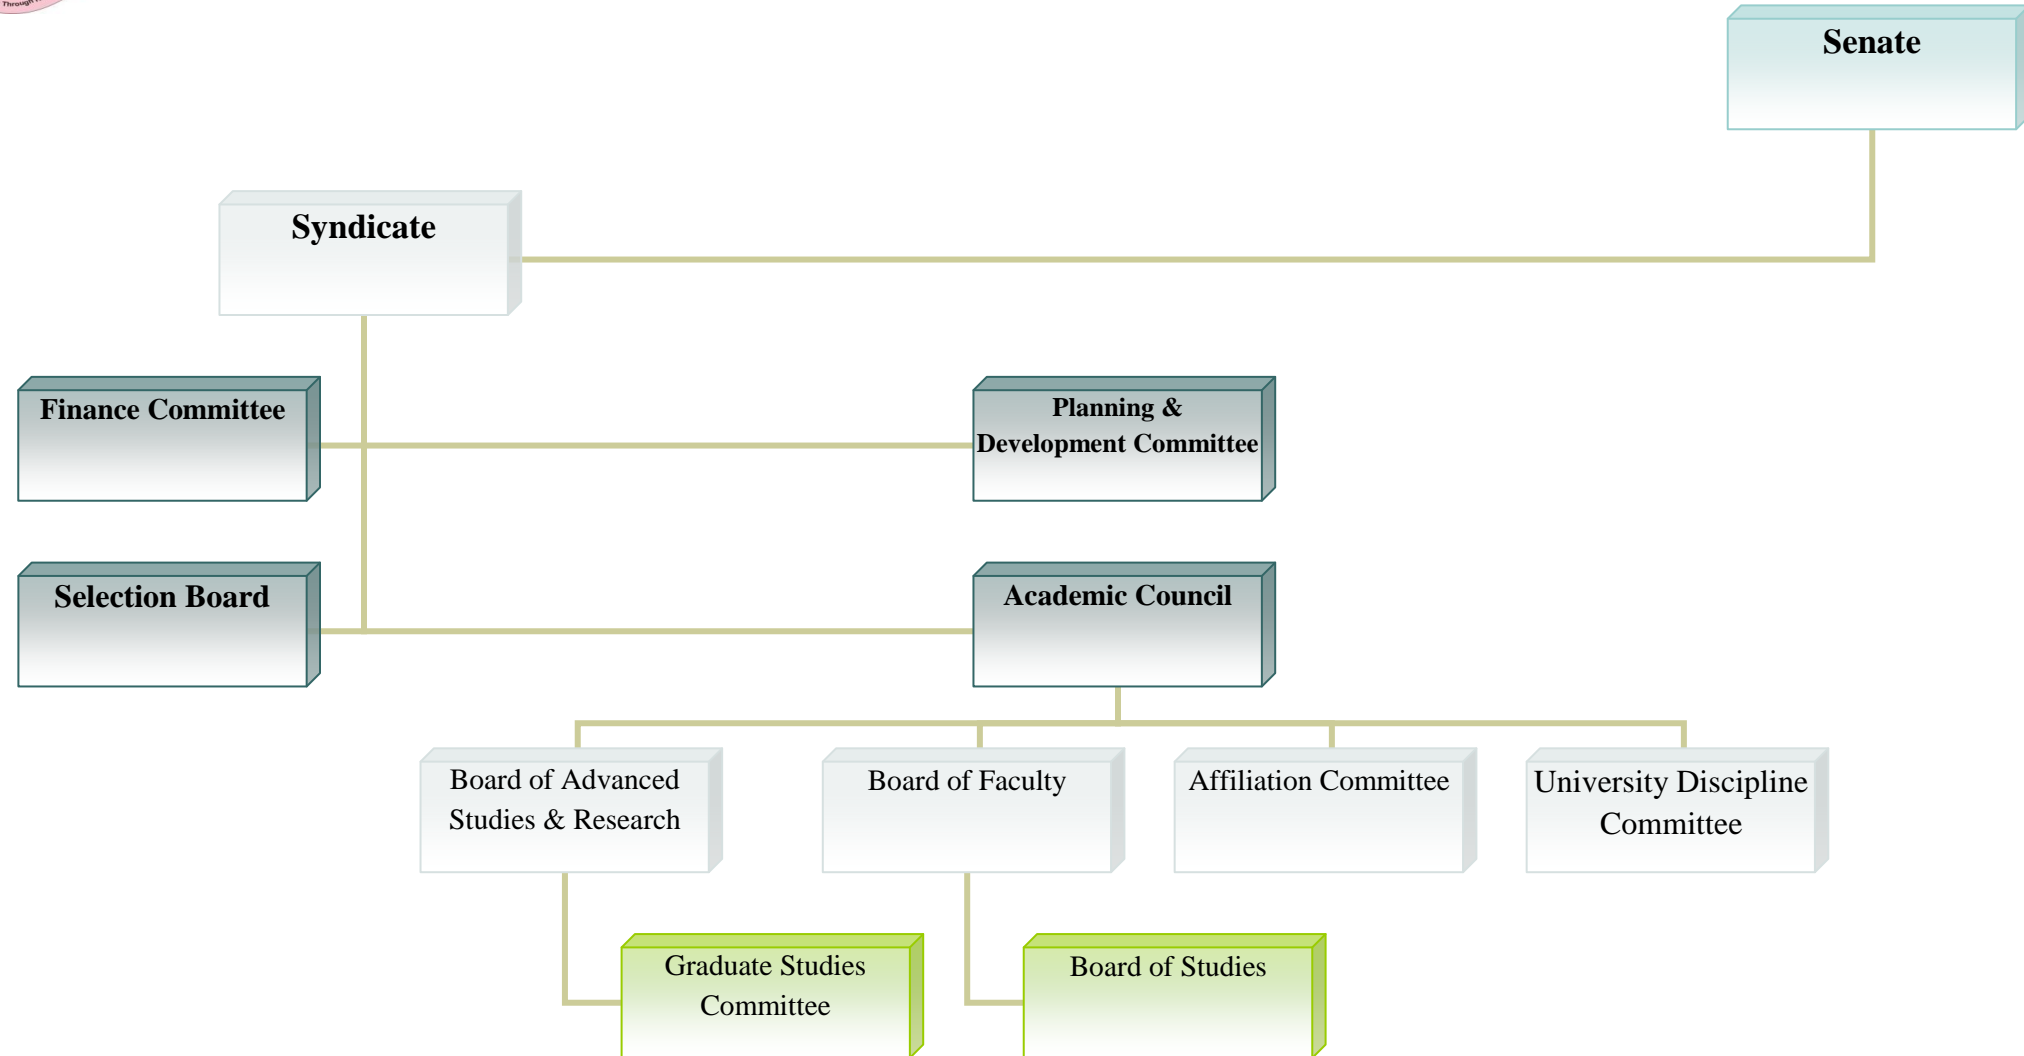 Through
Senate
Syndicate
Finance Committee
Planning &
Development Committee
Selection Board
Academic Council
Board of Advanced
Studies & Research
Board of Faculty
Affiliation Committee
University Discipline
Committee
Graduate Studies
Committee
Board of Studies